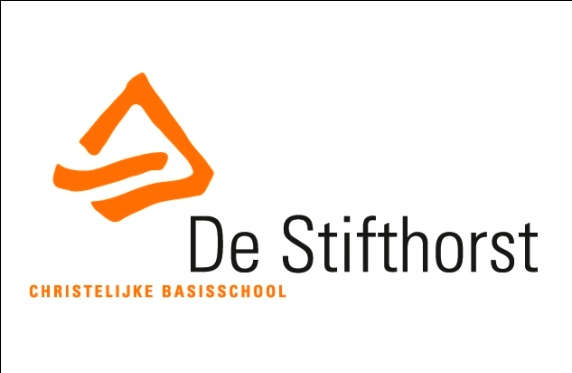 De Stifthorst
CHRISTELIJKE BASISSCHOOL